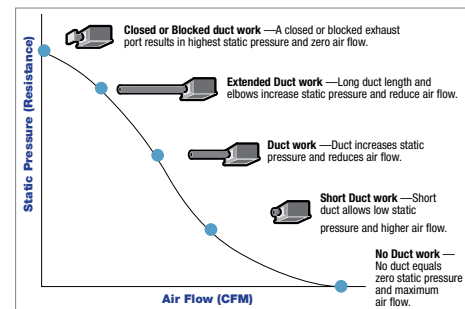 Closed or Blocked duct work —A closed or blocked exhaust
port results in highest static pressure and zero air flow.
Extended Duct work —Long duct length and
elbows increase static pressure and reduce air flow.
Duct work —Duct increases static
pressure and reduces air flow.
Short Duct work —Short
duct allows low static
pressure and higher air flow.
No Duct work —
No duct equals
zero static pressure
and maximum
air flow.
Static Pressure (Resistance)
Air Flow (CFM)